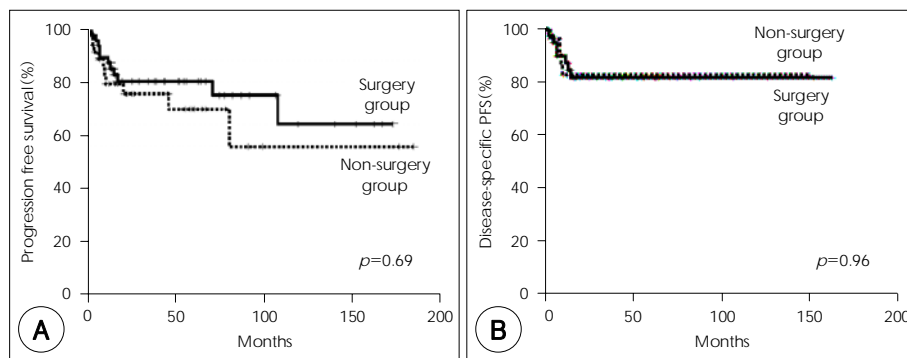 Progression free survival (%)
100
80
60
40
20
0
Surgery
group
Non-surgery
group
p=0.69
0
50
100
150
200
Months
A
Disease-specific PFS (%)
100
80
60
40
20
0
Non-surgery
group
Surgery
group
p=0.96
0
50
100
150
200
Months
B